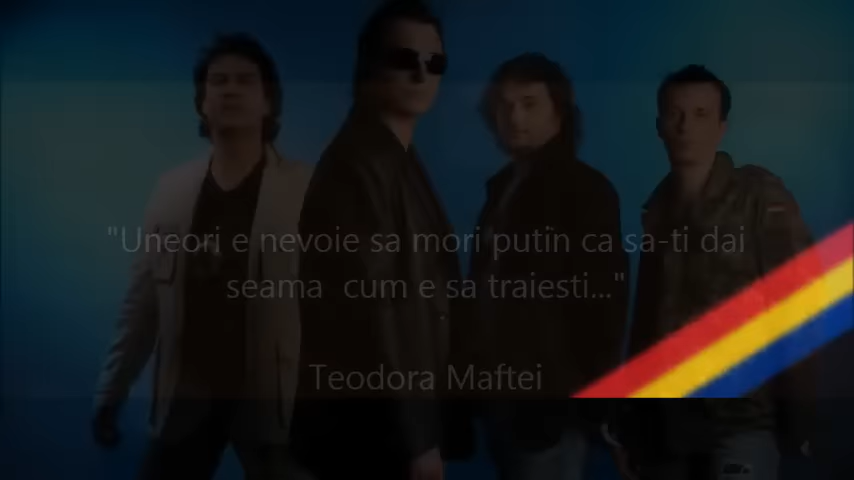 "Uneori e nevoie sa mori putin ca sa-ti dai
seama cum e sa traiesti..."
Teodora Maftei